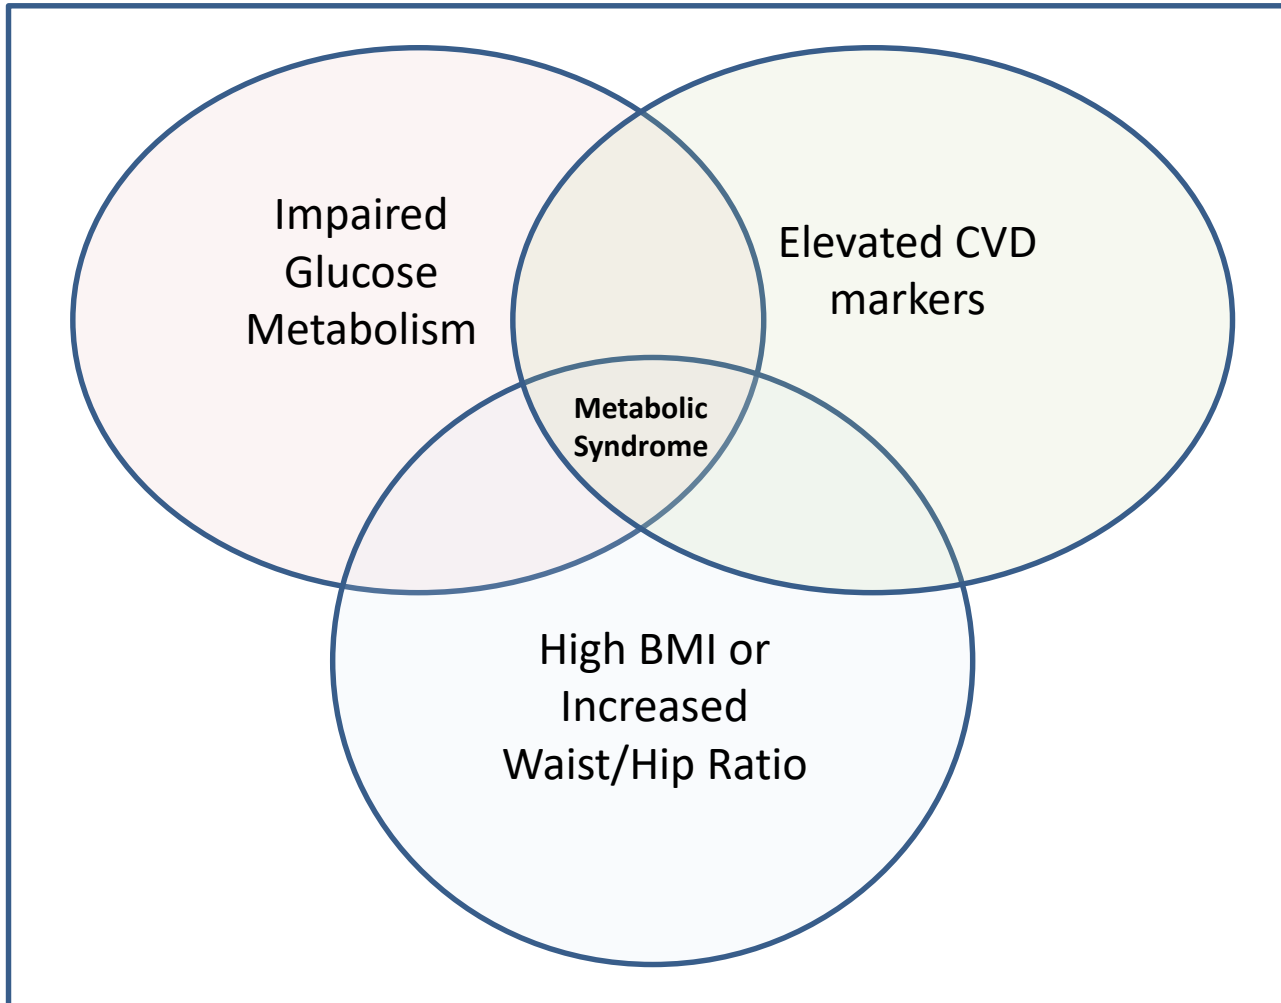 Impaired
Glucose
Metabolism
Elevated CVD
markers
Metabolic
Syndrome
High BMI or
Increased
Waist/Hip Ratio